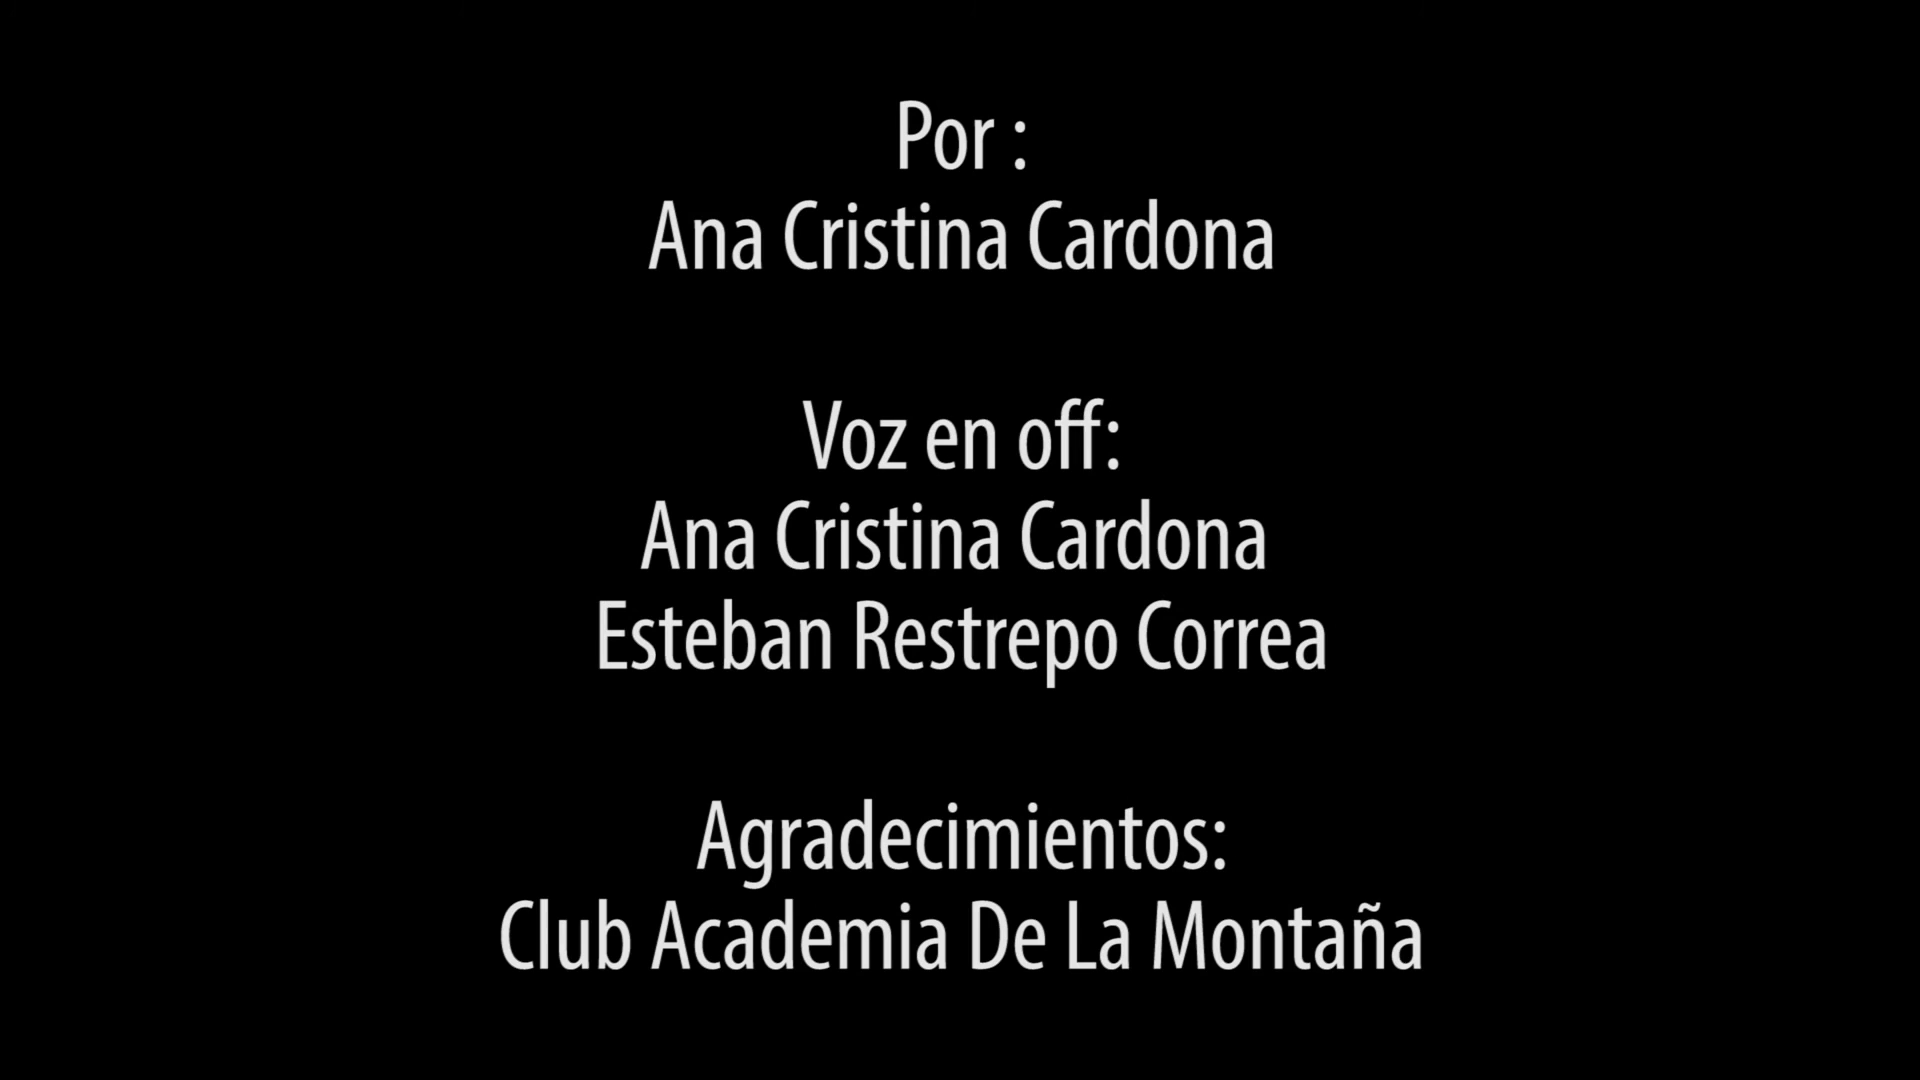 Por :
Ana Cristina Cardona
Voz en off:
Ana Cristina Cardona
Esteban Restrepo Correa
Agradecimientos:
Club Academia De La Montaña